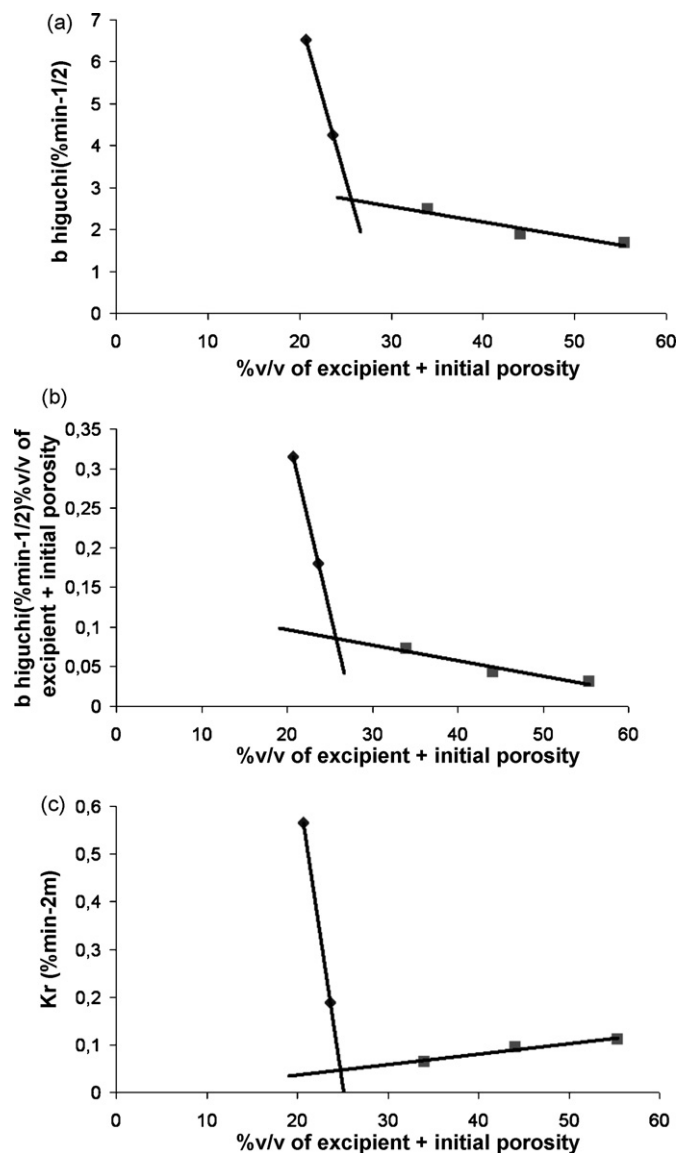 (a)
b higuchi(%min-1/2)
7
6
5
4
3
2
1
0
0 10 20 30 40 50 60
%v/v of excipient + initial porosity
(b)
b higuchi(%min-1/2)%v/v of
excipient + initial porosity
0,35
0,3
0,25
0,2
0,15
0,1
0,05
0
0 10 20 30 40 50 60
%v/v of excipient + initial porosity
(c)
Kr (%min-2m)
0,6
0,5
0,4
0,3
0,2
0,1
0
0 10 20 30 40 50 60
%v/v of excipient + initial porosity